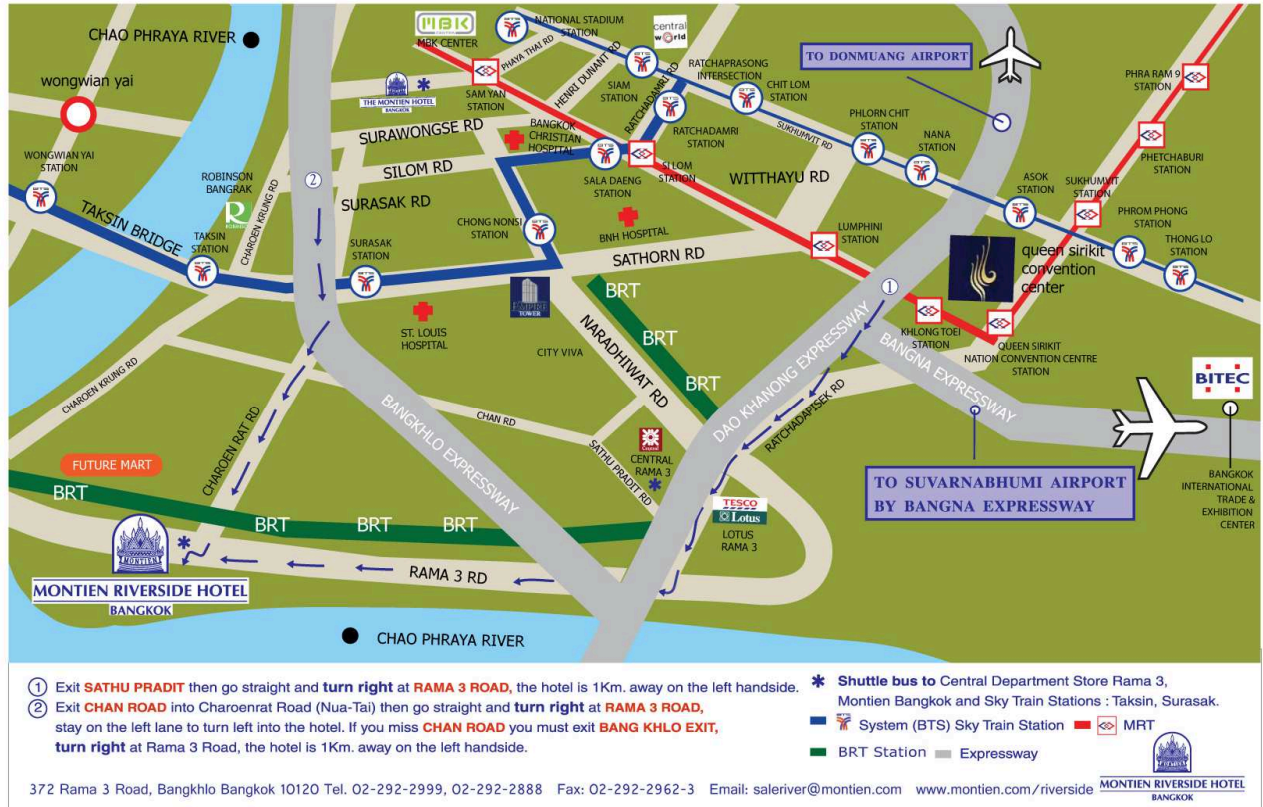 CHAO PHRAYA RIVER
wongwian yai
WONGWIAN YAI
STATION
TAKSIN BRIDGE
TAKSIN
STATION
ROBINSON
BANGRAK
CHAROEN KRUNG RD
SURASAK
STATION
2
MBK
MBK CENTER
THE MONTIEN HOTEL
BANGKOK
SURAWONGSE RD
SILOM RD
SURASAK RD
NATIONAL STADIUM
STATION
PHAYA THAI RD
SAM YAN
STATION
HENRI DUNANT RD
central
world
SIAM
STATION
RATCHADAMRI RD
RATCHAPRASONG
INTERSECTION
CHIT LOM
STATION
RATCHADAMRI
STATION
SUKHUMVIT RD
BANGKOK
CHRISTIAN
HOSPITAL
SALA DAENG
STATION
SI LOM
STATION
WITTHAYU RD
CHONG NONSI
STATION
BNH HOSPITAL
SATHORN RD
LUMPHINI
STATION
TO DONMUANG AIRPORT
PHLORN CHIT
STATION
NANA
STATION
ASOK
STATION
SUKHUMVIT
STATION
PHRA RAM 9
STATION
PHETCHABURI
STATION
PHROM PHONG
STATION
THONG LO
STATION
queen sirikit
convention
center
KHLONG TOEI
STATION
QUEEN SIRIKIT
NATION CONVENTION CENTRE
STATION
1
ST. LOUIS
HOSPITAL
EMPIRE
TOWER
CITY VIVA
BRT
BRT
NARADHIWAT RD
DAO KHANONG EXPRESSWAY
BANGNA EXPRESSWAY
RATCHADAPISEK RD
BITEC
BANGKOK
INTERNATIONAL
TRADE &
EXHIBITION
CENTER
TO SUVARNABHUMI AIRPORT
BY BANGNA EXPRESSWAY
CHAROEN KRUNG RD
CHAROEN RAT RD
BANGKHLO EXPRESSWAY
CHAN RD
SATHU PRADIT RD
CENTRAL
RAMA 3
TESCO
Lotus
LOTUS
RAMA 3
FUTURE MART
BRT
BRT
BRT
BRT
RAMA 3 RD
MONTIEN
MONTIEN RIVERSIDE HOTEL
BANGKOK
CHAO PHRAYA RIVER
1 Exit SATHU PRADIT then go straight and turn right at RAMA 3 ROAD, the hotel is 1Km. away on the left handside.
2 Exit CHAN ROAD into Charoenrat Road (Nua-Tai) then go straight and turn right at RAMA 3 ROAD,
stay on the left lane to turn left into the hotel. If you miss CHAN ROAD you must exit BANG KHLO EXIT,
turn right at Rama 3 Road, the hotel is 1Km. away on the left handside.
* Shuttle bus to Central Department Store Rama 3,
Montien Bangkok and Sky Train Stations : Taksin, Surasak.
System (BTS) Sky Train Station MRT
BRT Station Expressway
372 Rama 3 Road, Bangkhlo Bangkok 10120 Tel. 02-292-2999, 02-292-2888 Fax: 02-292-2962-3 Email: saleriver@montien.com www.montien.com/riverside
MONTIEN RIVERSIDE HOTEL
BANGKOK